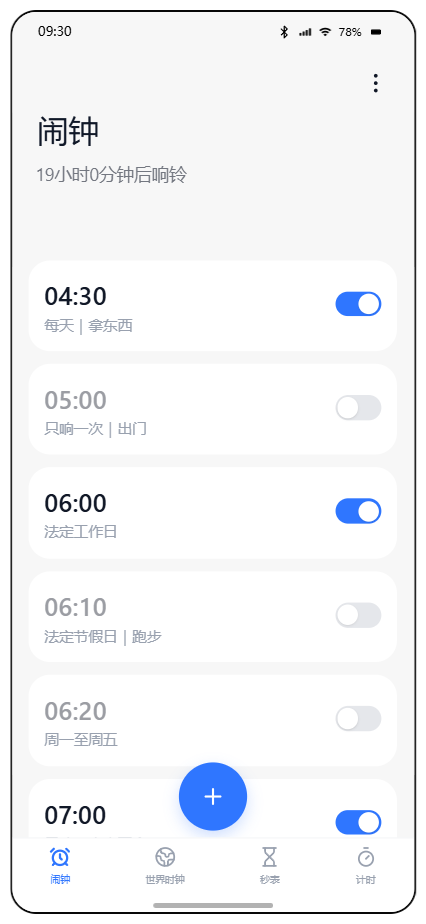 09:30
78%
闹钟
19小时0分钟后响铃
04:30
每天 | 拿东西
05:00
只响一次 | 出门
06:00
法定工作日
06:10
法定节假日 | 跑步
06:20
周一至周五
07:00
闹钟
世界时钟
秒表
计时